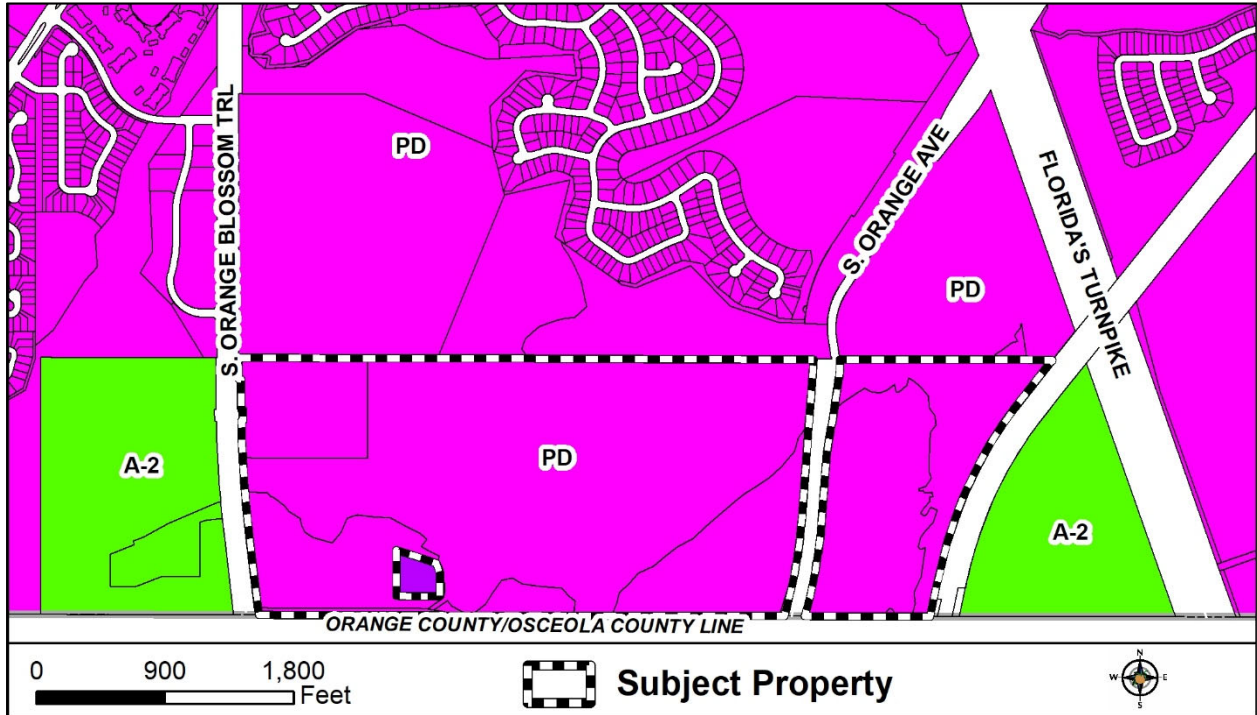 PD
S. ORANGE BLOSSOM TRL
S. ORANGE AVE
FLORIDA'S TURNPIKE
PD
A-2
PD
A-2
ORANGE COUNTY/OSCEOLA COUNTY LINE
0 900 1,800
Feet
Subject Property
N
W E
S